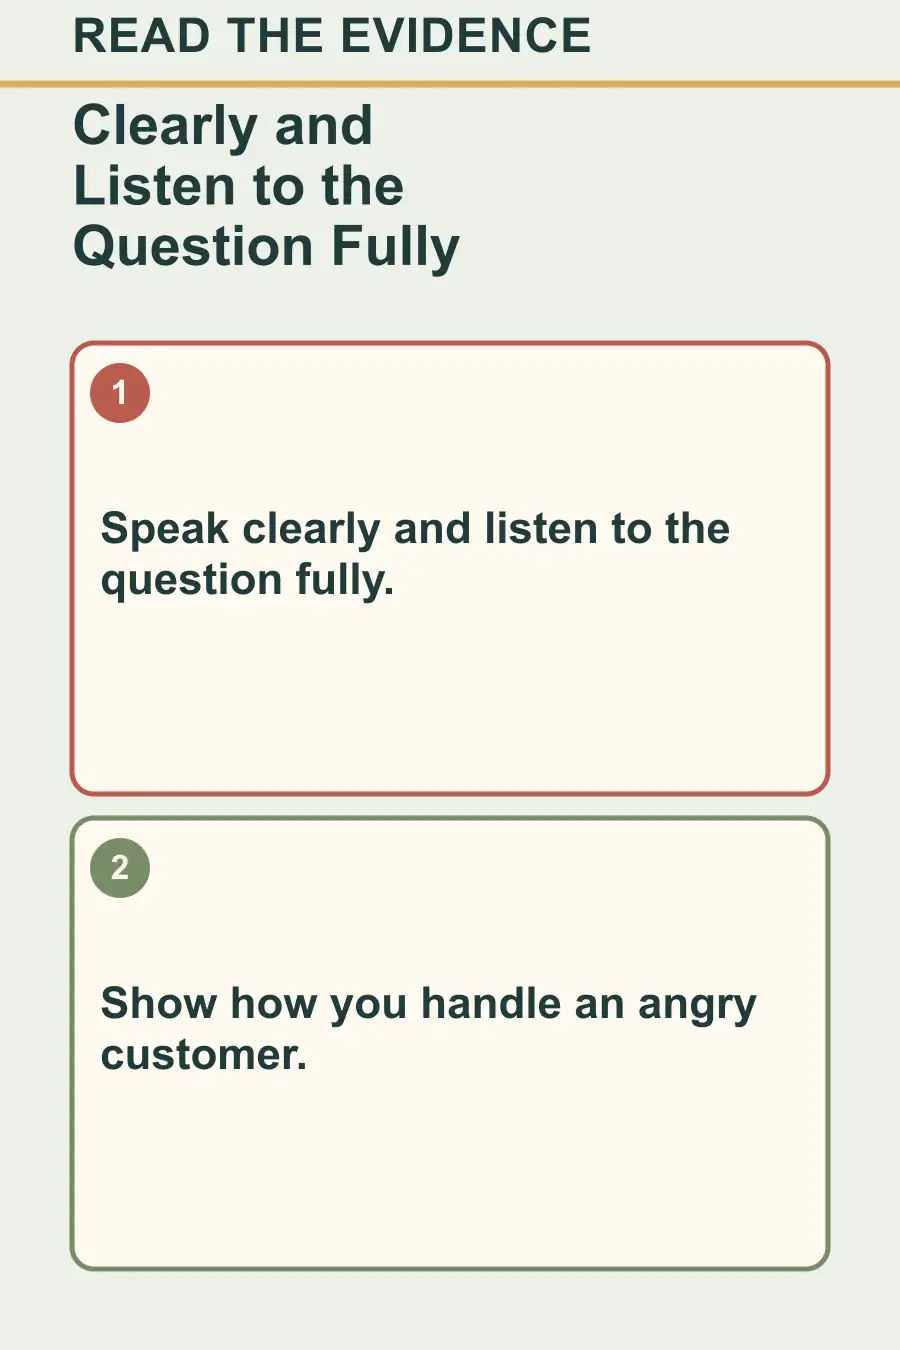 READ THE EVIDENCE
Clearly and
Listen to the
Question Fully
1
Speak clearly and listen to the
question fully.
2
Show how you handle an angry
customer.